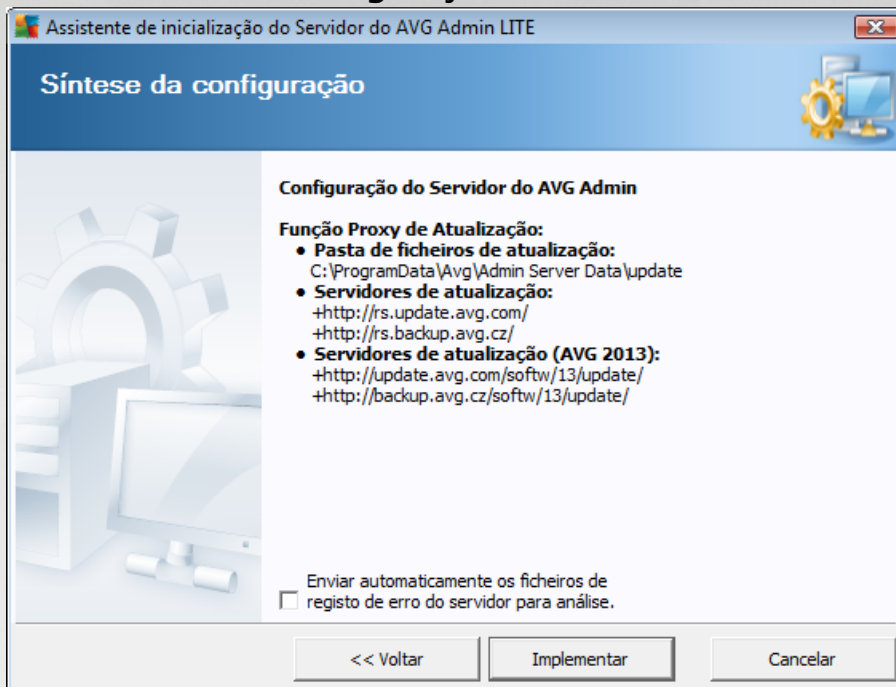 Assistente de inicialização do Servidor do AVG Admin LITE
Síntese da configuração
Configuração do Servidor do AVG Admin
Função Proxy de Atualização:
• Pasta de ficheiros de atualização:
C:\ProgramData\Avg\Admin Server Data\update
• Servidores de atualização:
+http://rs.update.avg.com/
+http://rs.backup.avg.cz/
• Servidores de atualização (AVG 2013):
+http://update.avg.com/softw/13/update/
+http://backup.avg.cz/softw/13/update/
Enviar automaticamente os ficheiros de
registo de erro do servidor para análise.
<< Voltar
Implementar
Cancelar